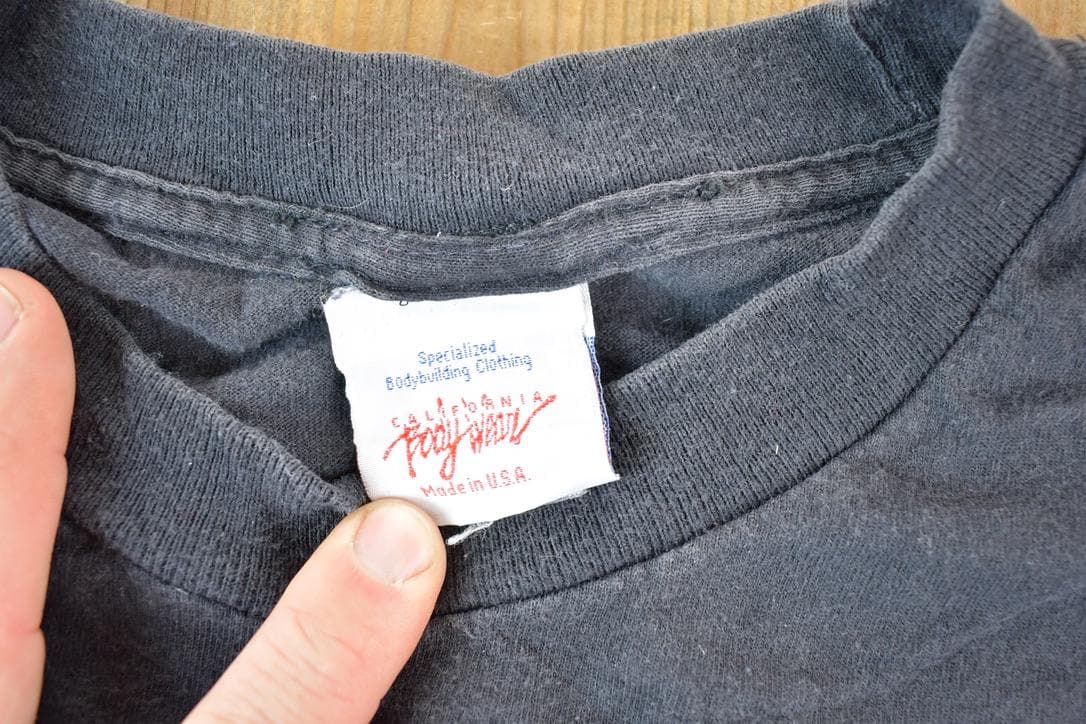 Specialized
Bodybuilding Clothing
CALIFORNIA
Body Wear
Made in U.S.A.